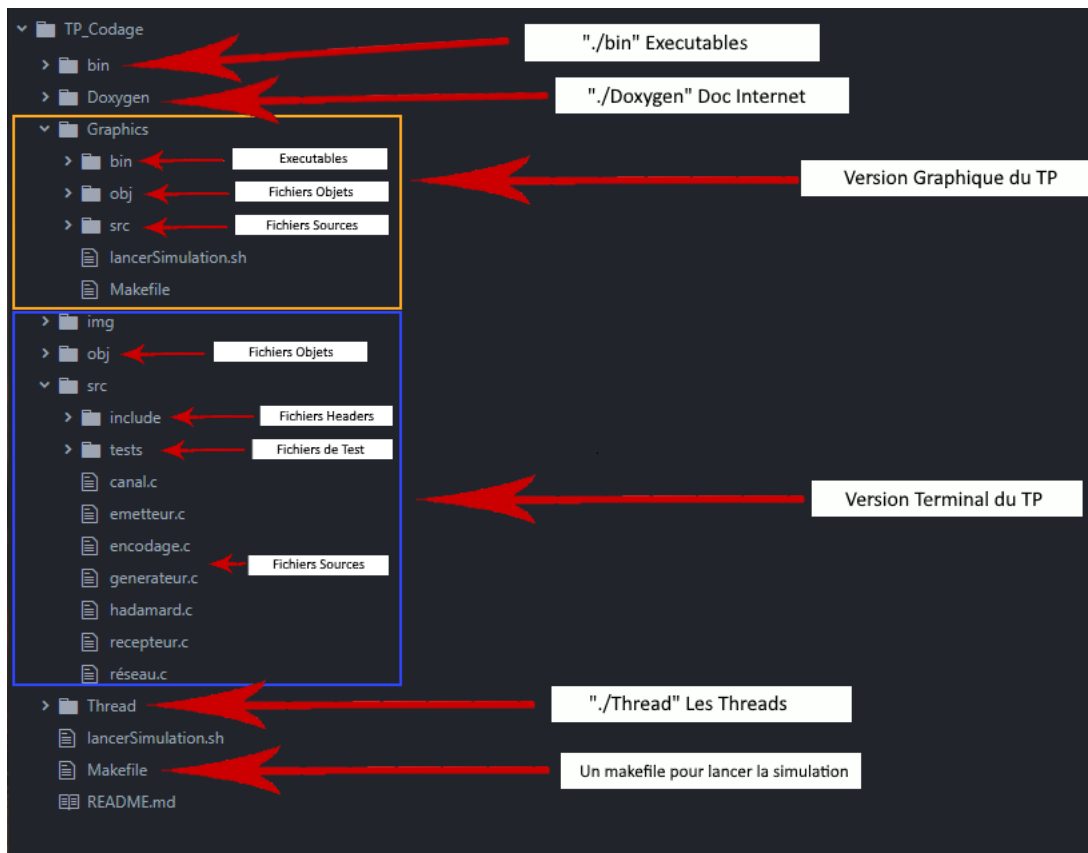 TP_Codage
"./bin" Executables
bin
Doxygen
"./Doxygen" Doc Internet
Graphics
bin
Executables
obj
Fichiers Objets
Version Graphique du TP
src
Fichiers Sources
lancerSimulation.sh
Makefile
img
obj
Fichiers Objets
src
include
Fichiers Headers
tests
Fichiers de Test
canal.c
Version Terminal du TP
emetteur.c
encodage.c
Fichiers Sources
generateur.c
hadamard.c
recepteur.c
réseau.c
Thread
"./Thread" Les Threads
lancerSimulation.sh
Makefile
Un makefile pour lancer la simulation
README.md